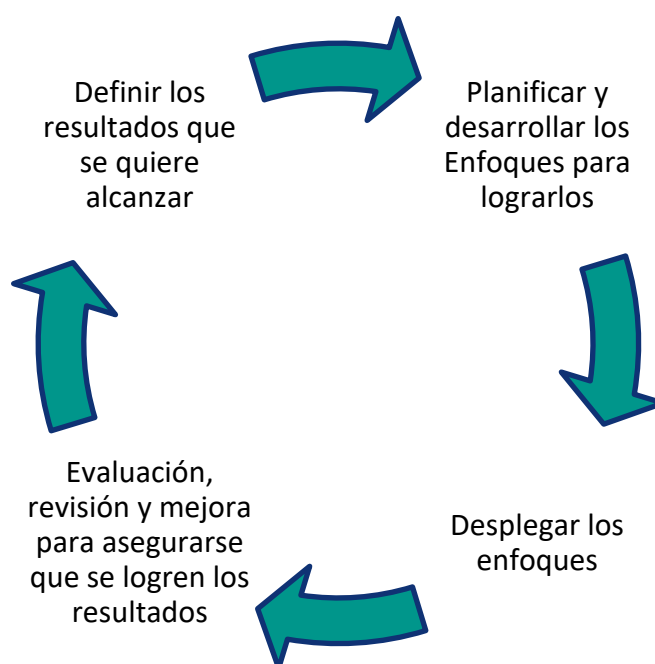 Definir los
resultados que
se quiere
alcanzar
Planificar y
desarrollar los
Enfoques para
lograrlos
Desplegar los
enfoques
Evaluación,
revisión y mejora
para asegurarse
que se logren los
resultados